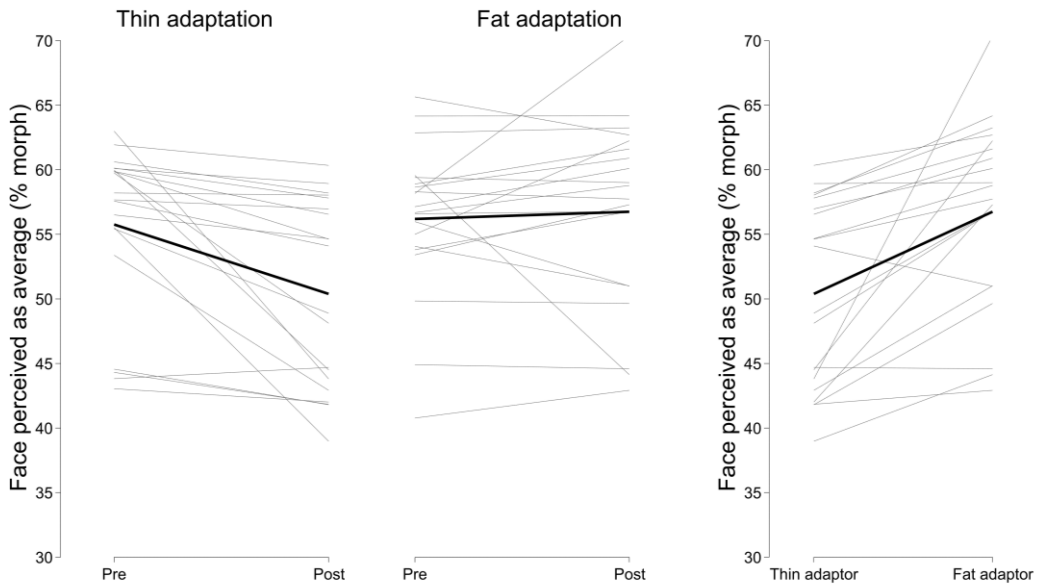 Thin adaptation
Fat adaptation
Face perceived as average (% morph)
70
65
60
55
50
45
40
35
30
Pre
Post
Pre
Post
Face perceived as average (% morph)
70
65
60
55
50
45
40
35
30
Thin adaptor
Fat adaptor